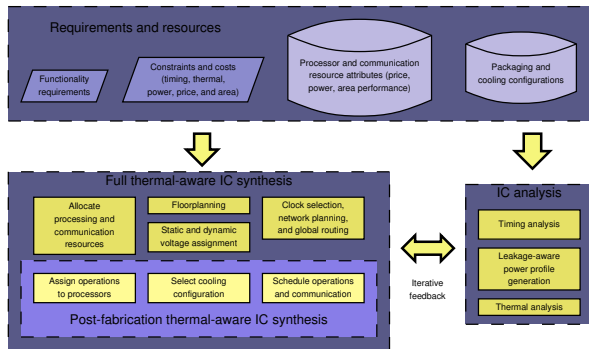 Requirements and resources
Functionality
requirements
Constraints and costs
(timing, thermal,
power, price, and area)
Processor and communication
resource attributes (price,
power, area performance)
Packaging and
cooling configurations
Full thermal-aware IC synthesis
Allocate
processing and
communication
resources
Floorplanning
Static and dynamic
voltage assignment
Clock selection,
network planning,
and global routing
Assign operations
to processors
Select cooling
configuration
Schedule operations
and communication
Post-fabrication thermal-aware IC synthesis
Iterative
feedback
IC analysis
Timing analysis
Leakage-aware
power profile
generation
Thermal analysis